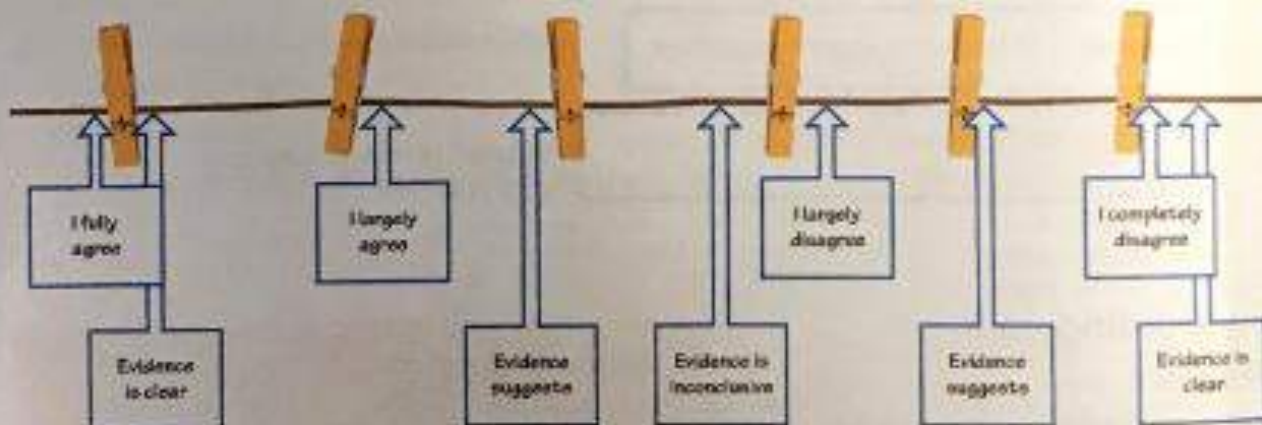 I fully
agree
I largely
agree
I largely
disagree
I completely
disagree
Evidence
is clear
Evidence
suggests
Evidence is
inconclusive
Evidence
suggests
Evidence is
clear